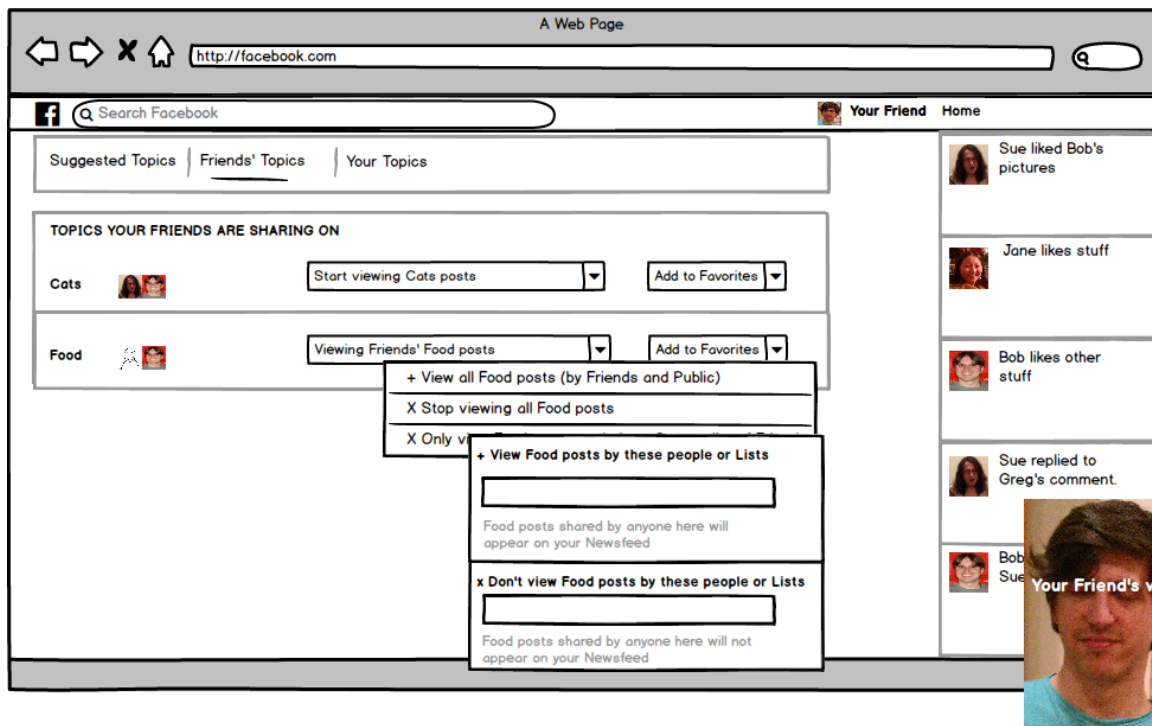 A Web Page
http://facebook.com
Search Facebook
Your Friend Home
Suggested Topics Friends' Topics Your Topics
TOPICS YOUR FRIENDS ARE SHARING ON
Cats Start viewing Cats posts Add to Favorites
Food Viewing Friends' Food posts Add to Favorites
+ View all Food posts (by Friends and Public)
X Stop viewing all Food posts
X Only
+ View Food posts by these people or Lists
Food posts shared by anyone here will
appear on your Newsfeed
x Don't view Food posts by these people or Lists
Food posts shared by anyone here will not
appear on your Newsfeed
Sue liked Bob's
pictures
Jane likes stuff
Bob likes other
stuff
Sue replied to
Greg's comment.
Bob
Sue
Your Friend's